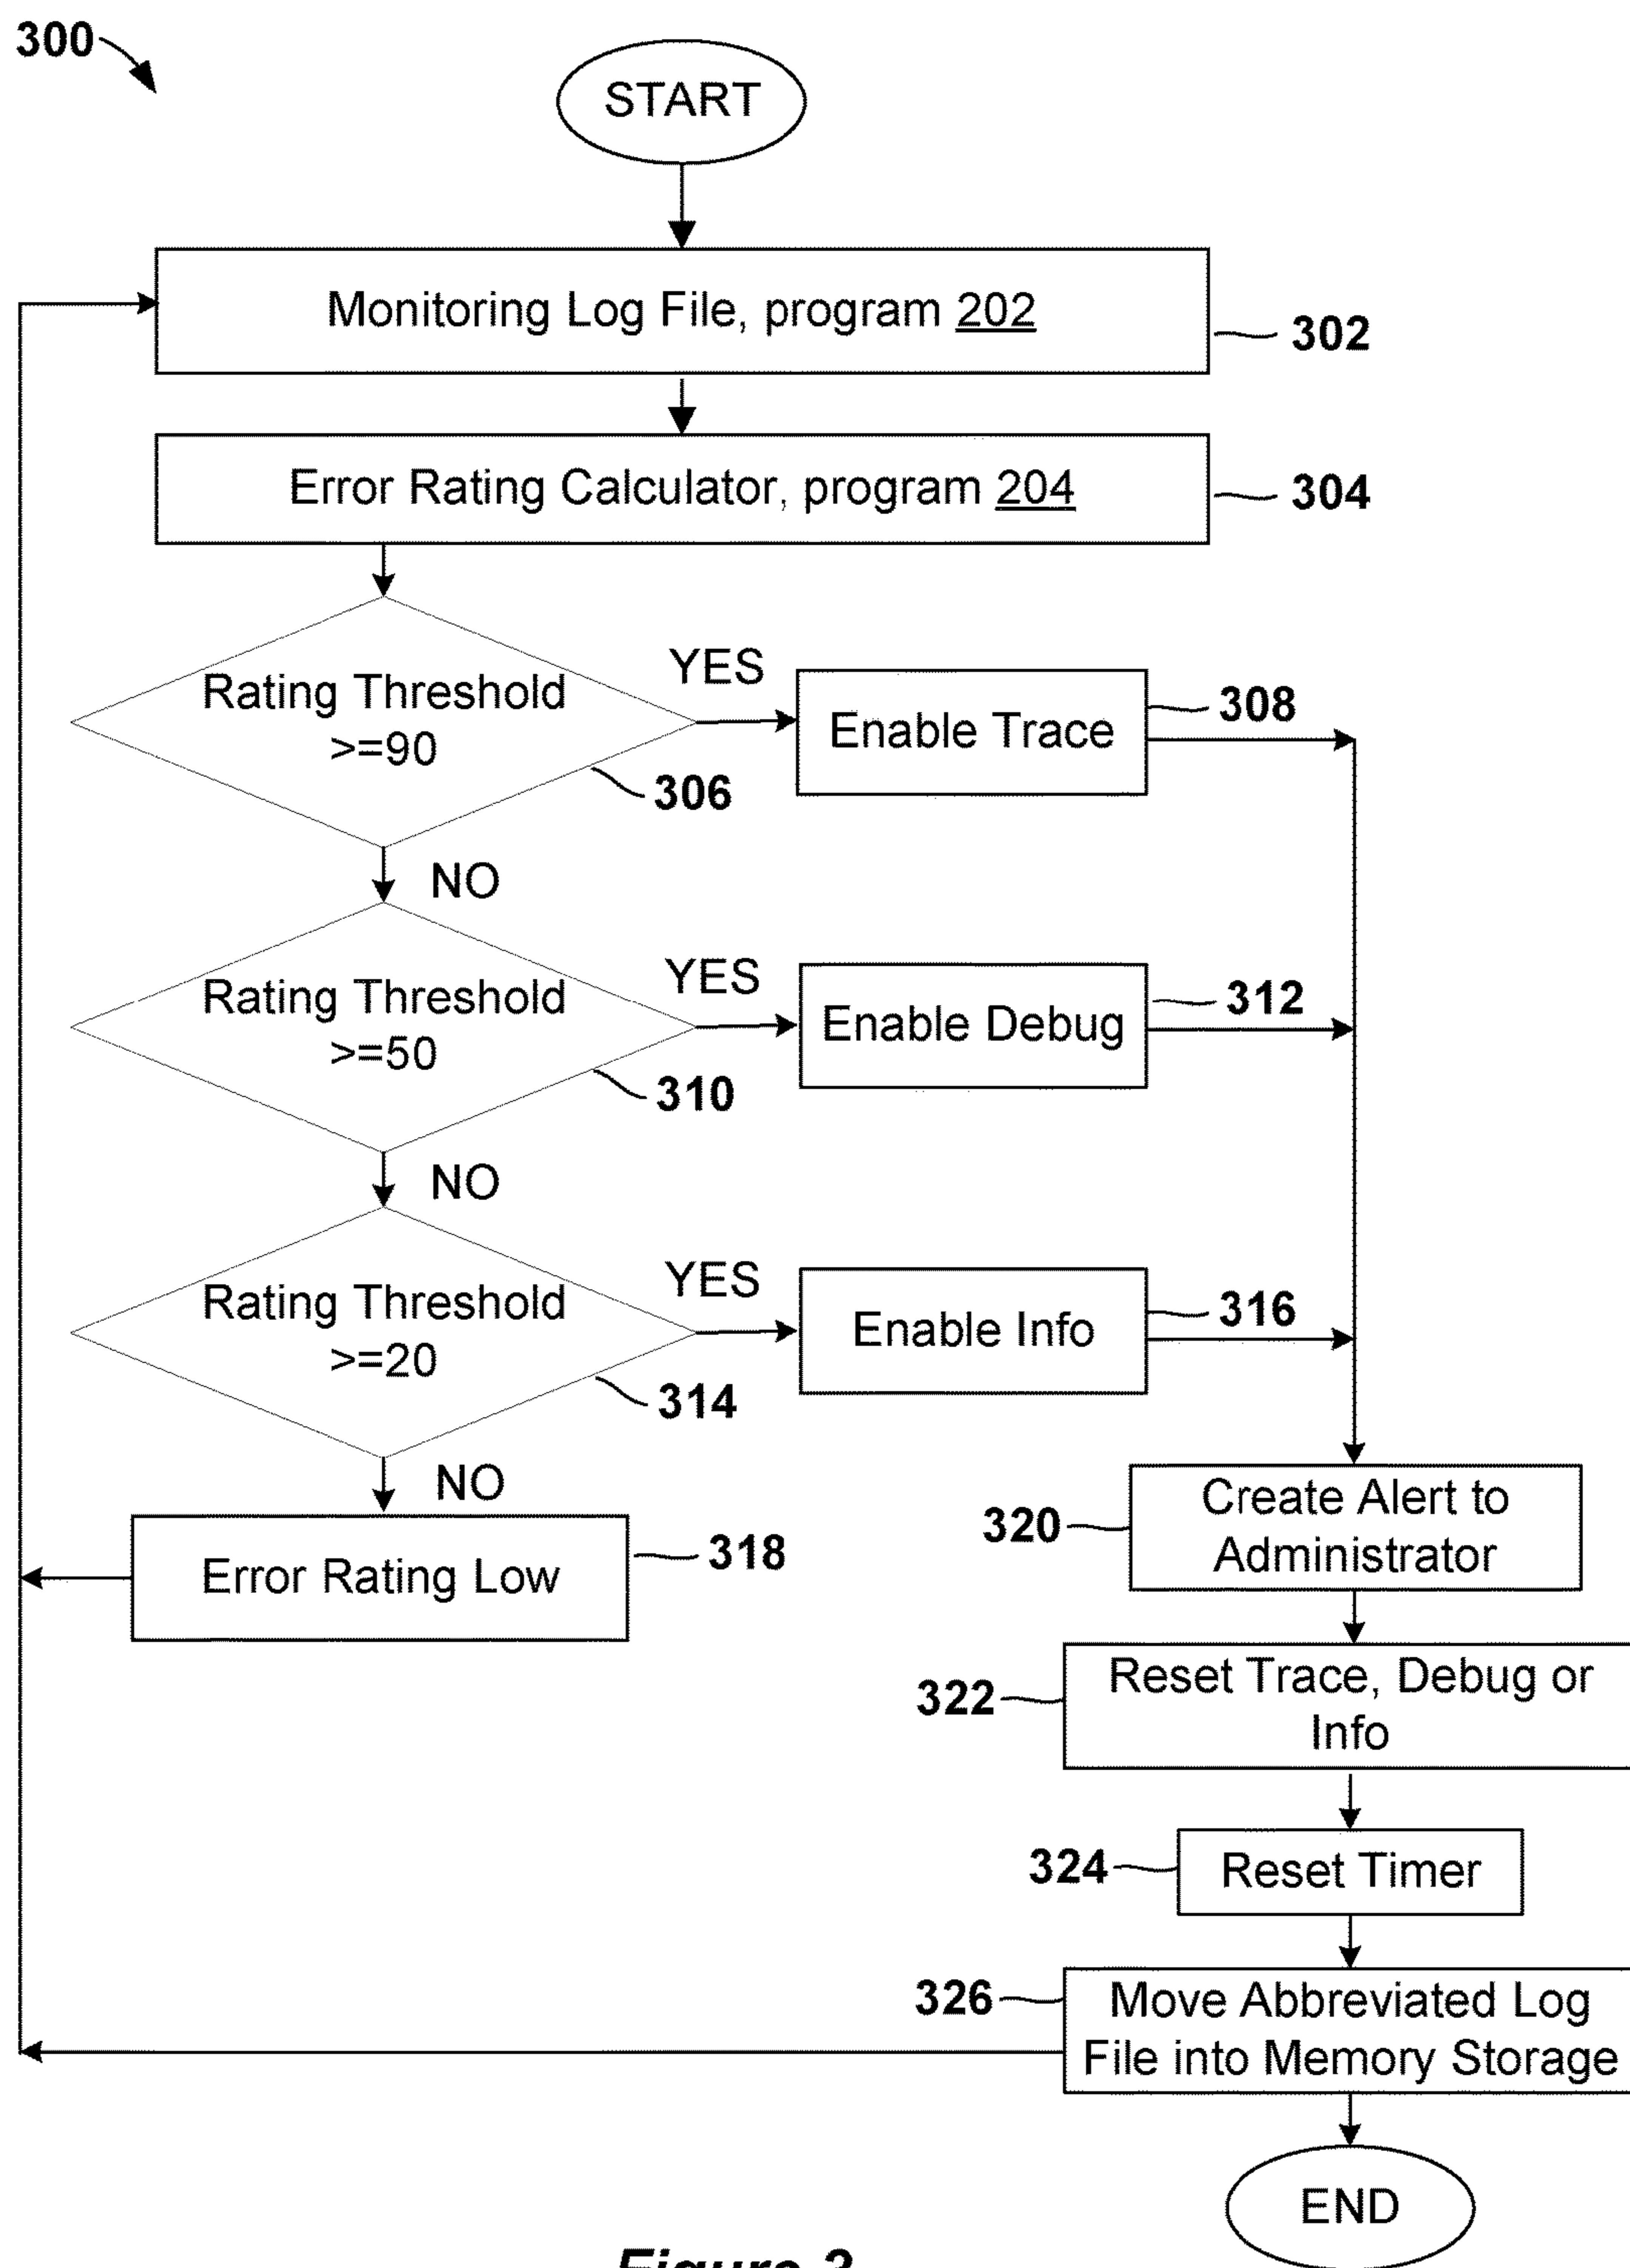 300
START
Monitoring Log File, program 202
302
Error Rating Calculator, program 204
304
Rating Threshold
>=90
YES
306
Enable Trace
308
NO
Rating Threshold
>=50
YES
310
Enable Debug
312
NO
Rating Threshold
>=20
YES
314
Enable Info
316
NO
Error Rating Low
318
320
Create Alert to
Administrator
322
Reset Trace, Debug or
Info
324
Reset Timer
326
Move Abbreviated Log
File into Memory Storage
END
Figure